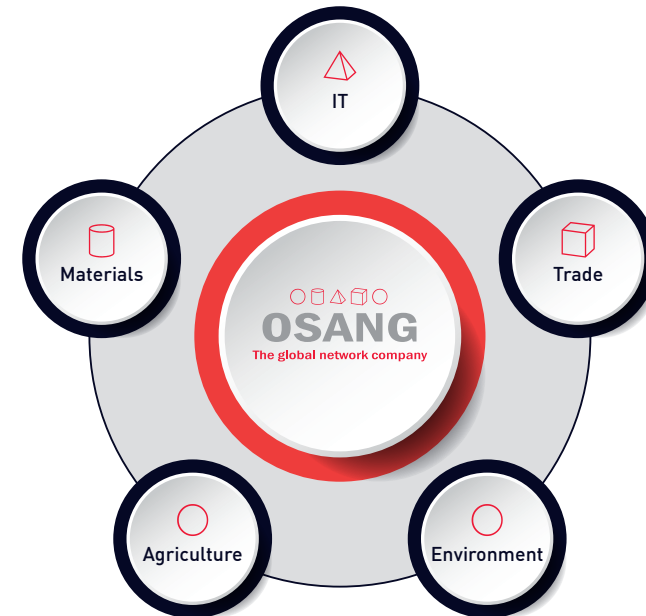 IT
Materials
Trade
OSANG
The global network company
Agriculture
Environment